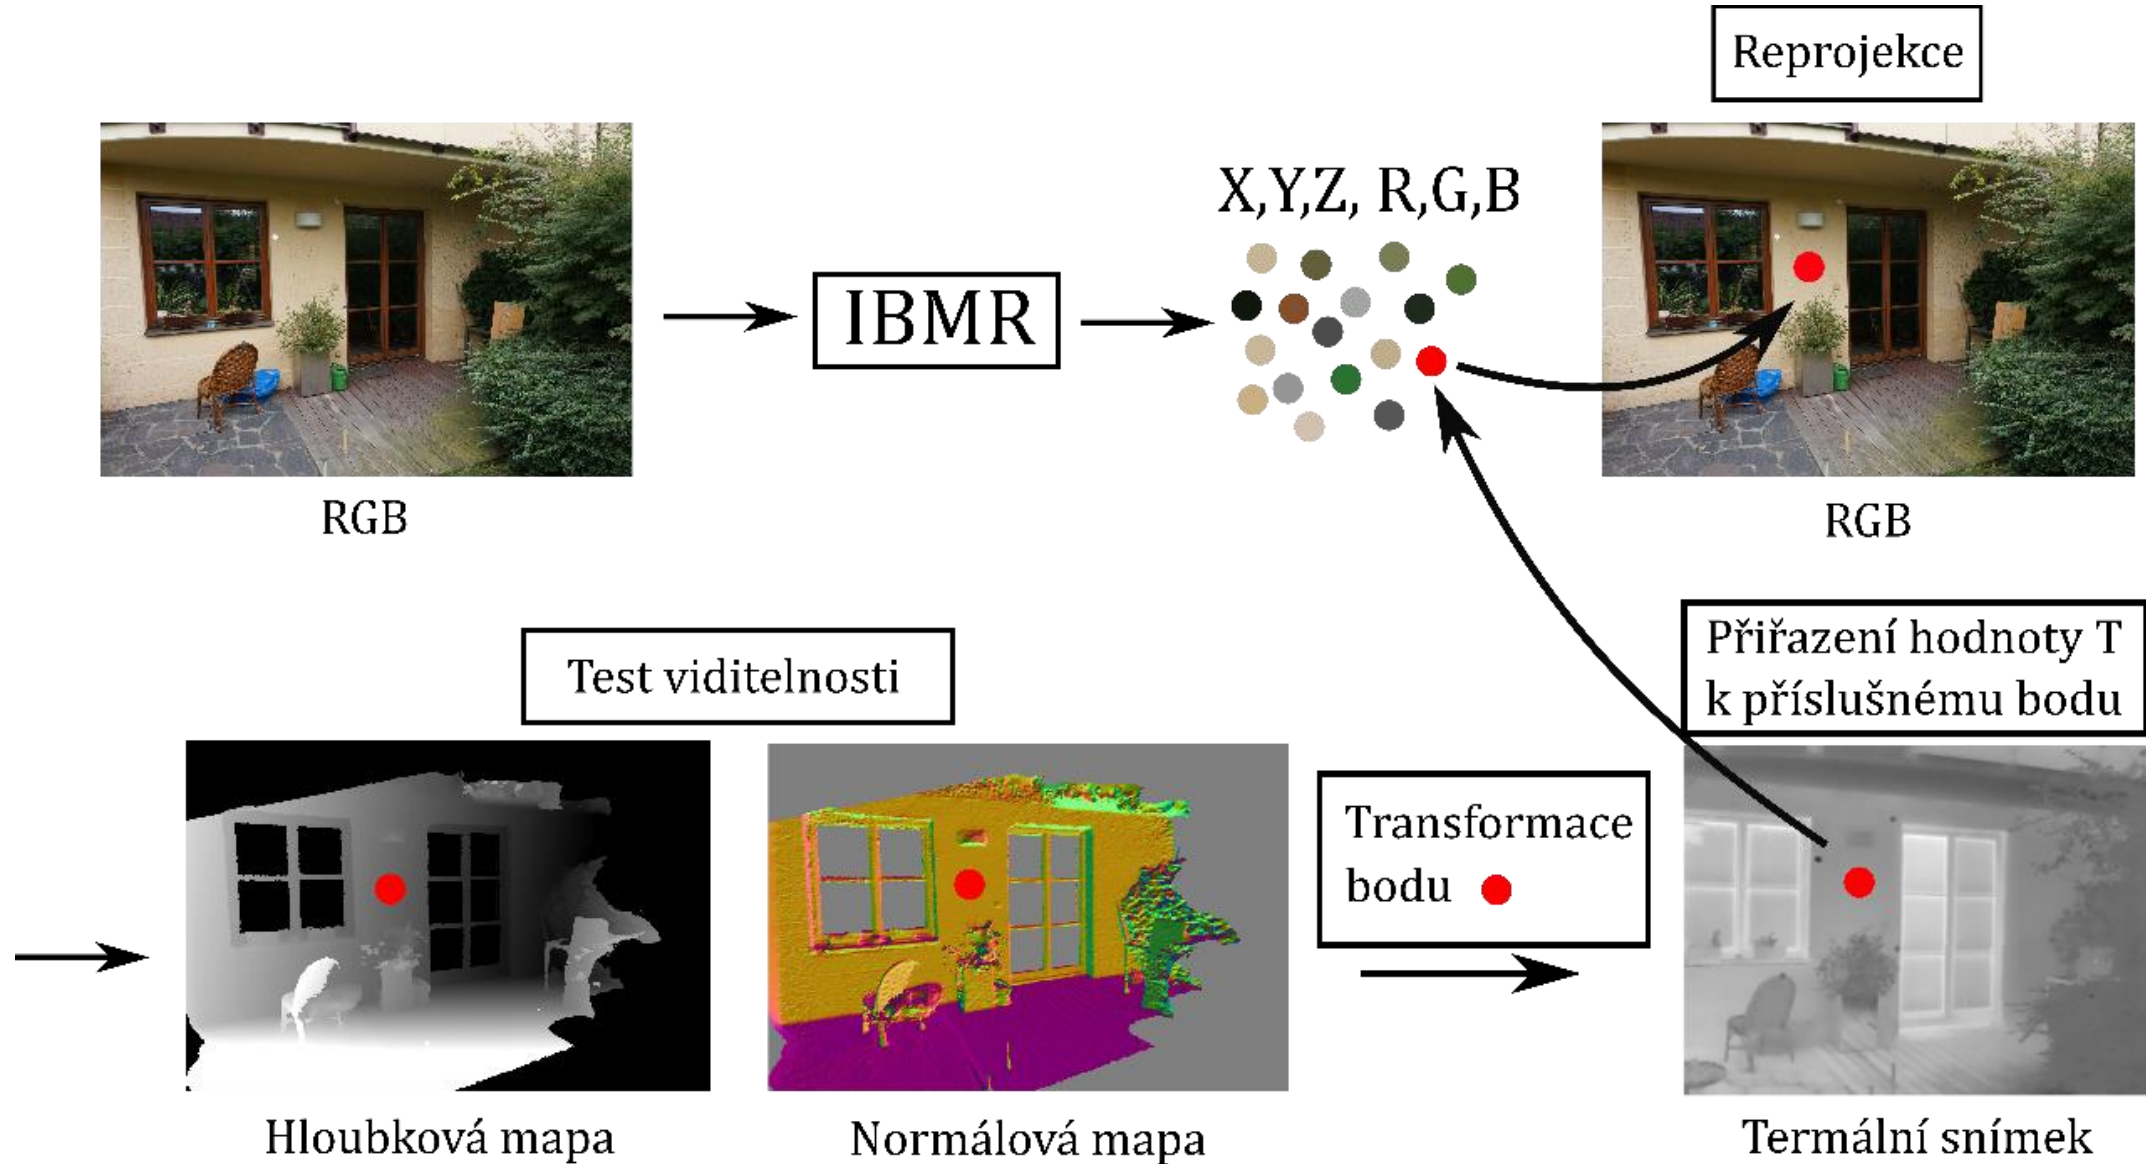 Reprojekce
X,Y,Z, R,G,B
IBMR
RGB
RGB
Test viditelnosti
Přiřazení hodnoty T
k příslušnému bodu
Transformace
bodu
Hloubková mapa
Normálová mapa
Termální snímek